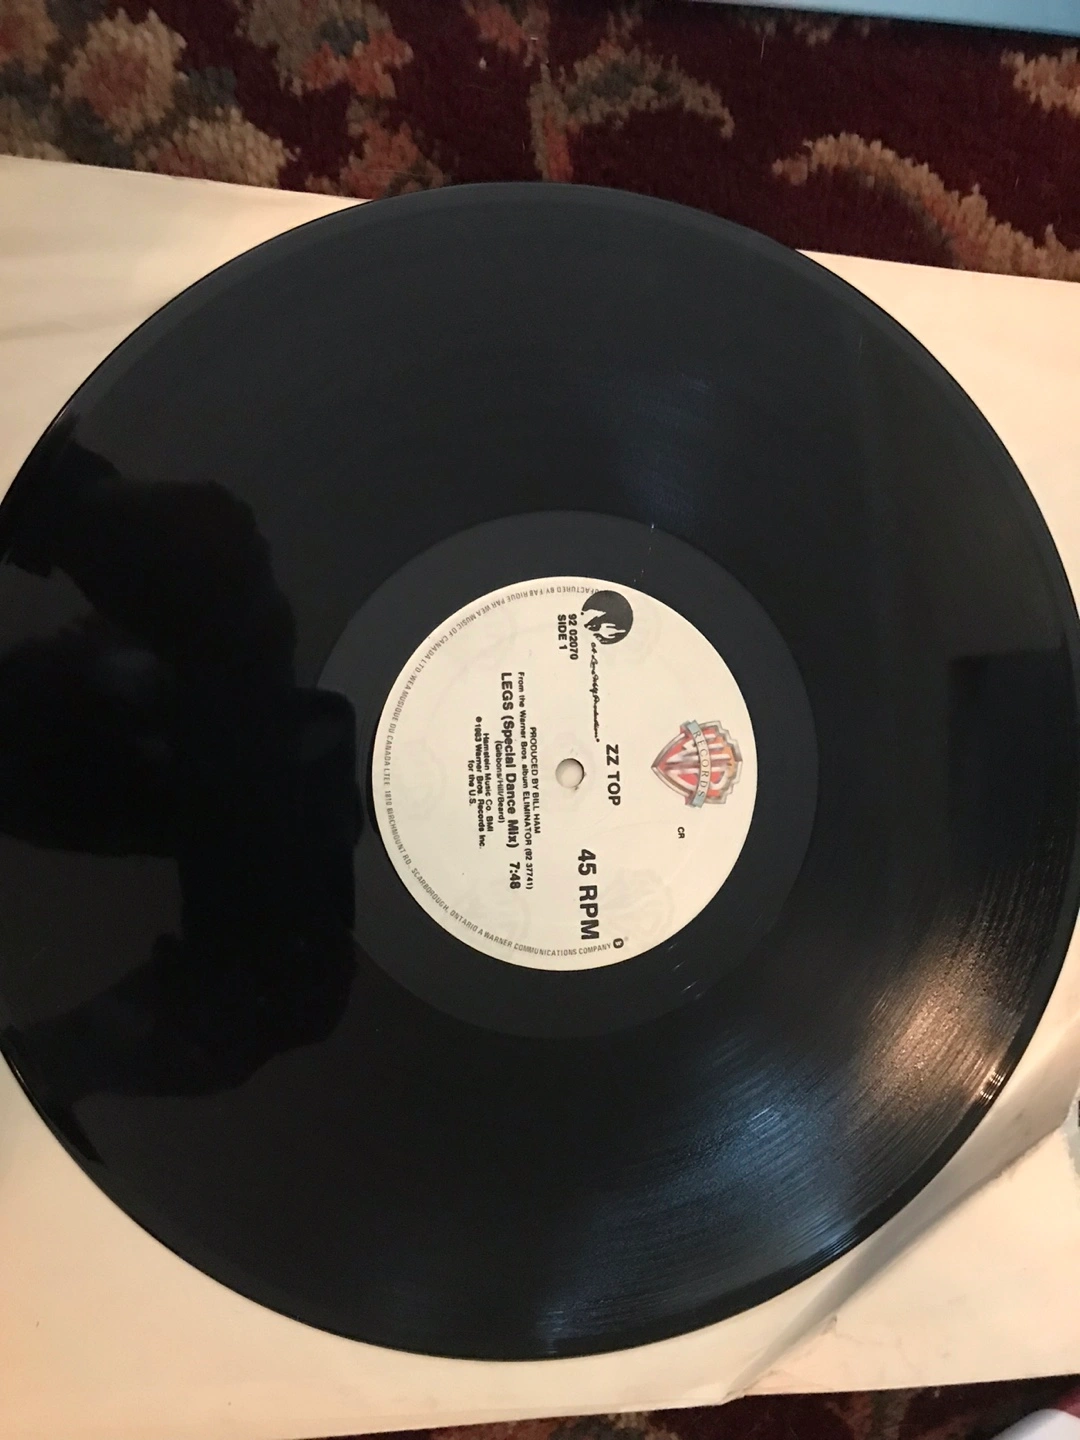 WB
RECORDS
CR
ZZ TOP
45 RPM
92 02070
SIDE 1
PRODUCED BY BILL HAM
From the Warner Bros. album ELIMINATOR (92 37741)
LEGS (Special Dance Mix) 7:48
(Gibbons/Hill/Beard)
Hamstein Music Co. BMI
℗ 1983 Warner Bros. Records Inc.
for the U.S.
MANUFACTURED BY FABRIQUE PAR WEA MUSIC OF CANADA LTD./WEA MUSIQUE DU CANADA LTEE. 1810 BIRCHMOUNT RD., SCARBOROUGH, ONTARIO A WARNER COMMUNICATIONS COMPANY